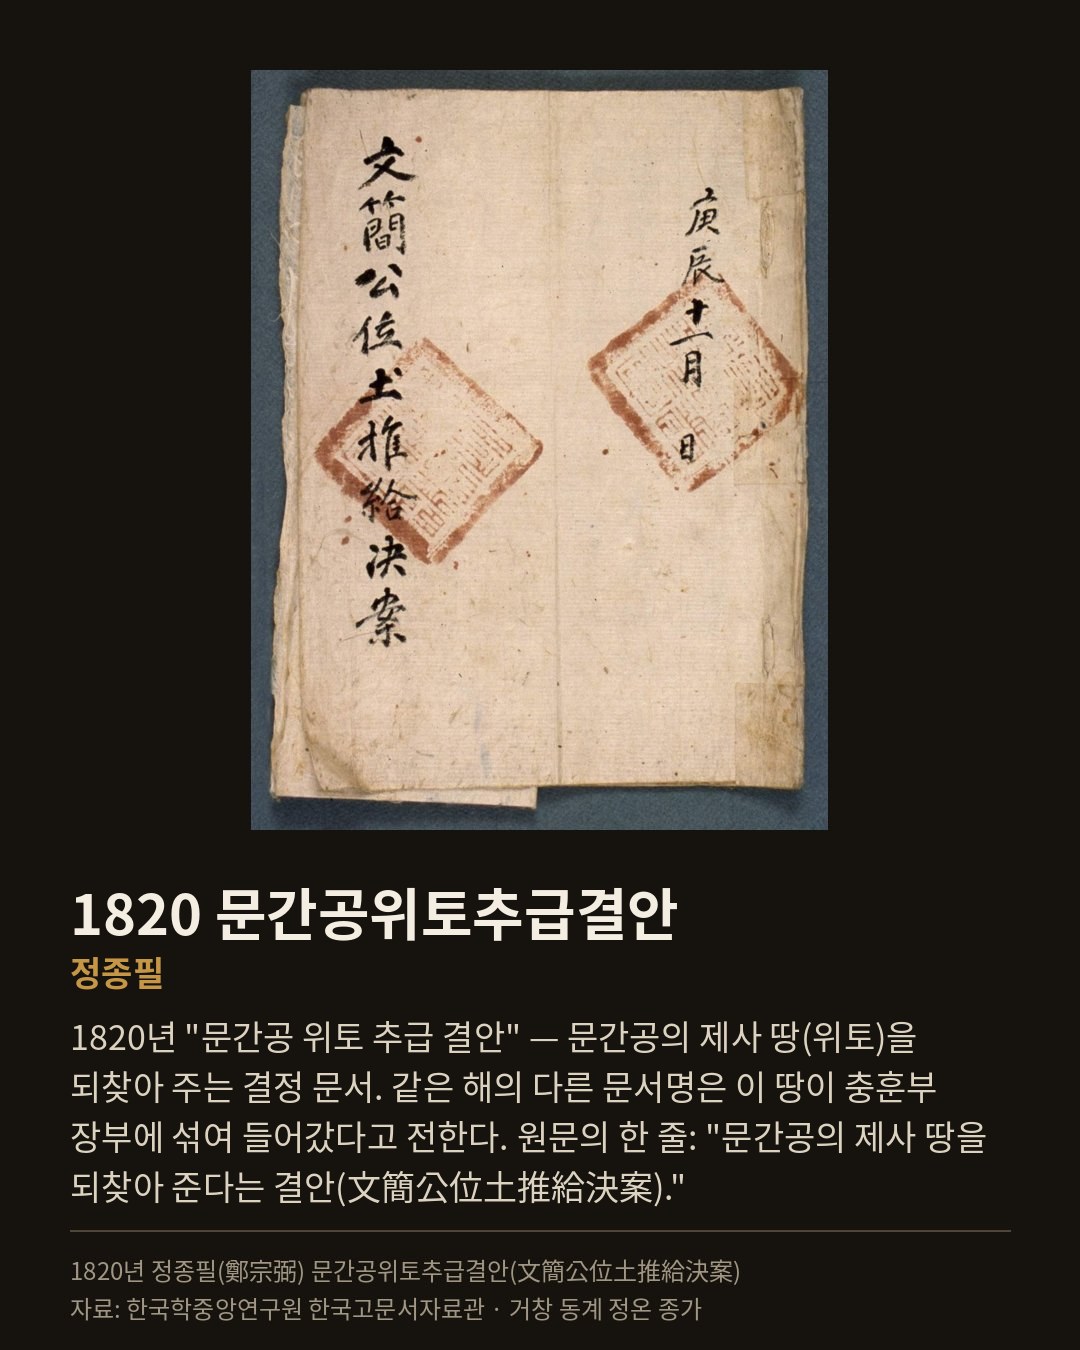 庚辰十一月 日
文簡公位土推給决案
1820 문간공위토추급결안
정종필
1820년 "문간공 위토 추급 결안" — 문간공의 제사 땅(위토)을
되찾아 주는 결정 문서. 같은 해의 다른 문서명은 이 땅이 충훈부
장부에 섞여 들어갔다고 전한다. 원문의 한 줄: "문간공의 제사 땅을
되찾아 준다는 결안(文簡公位土推給決案)."
1820년 정종필(鄭宗弼) 문간공위토추급결안(文簡公位土推給決案)
자료: 한국학중앙연구원 한국고문서자료관 · 거창 동계 정온 종가